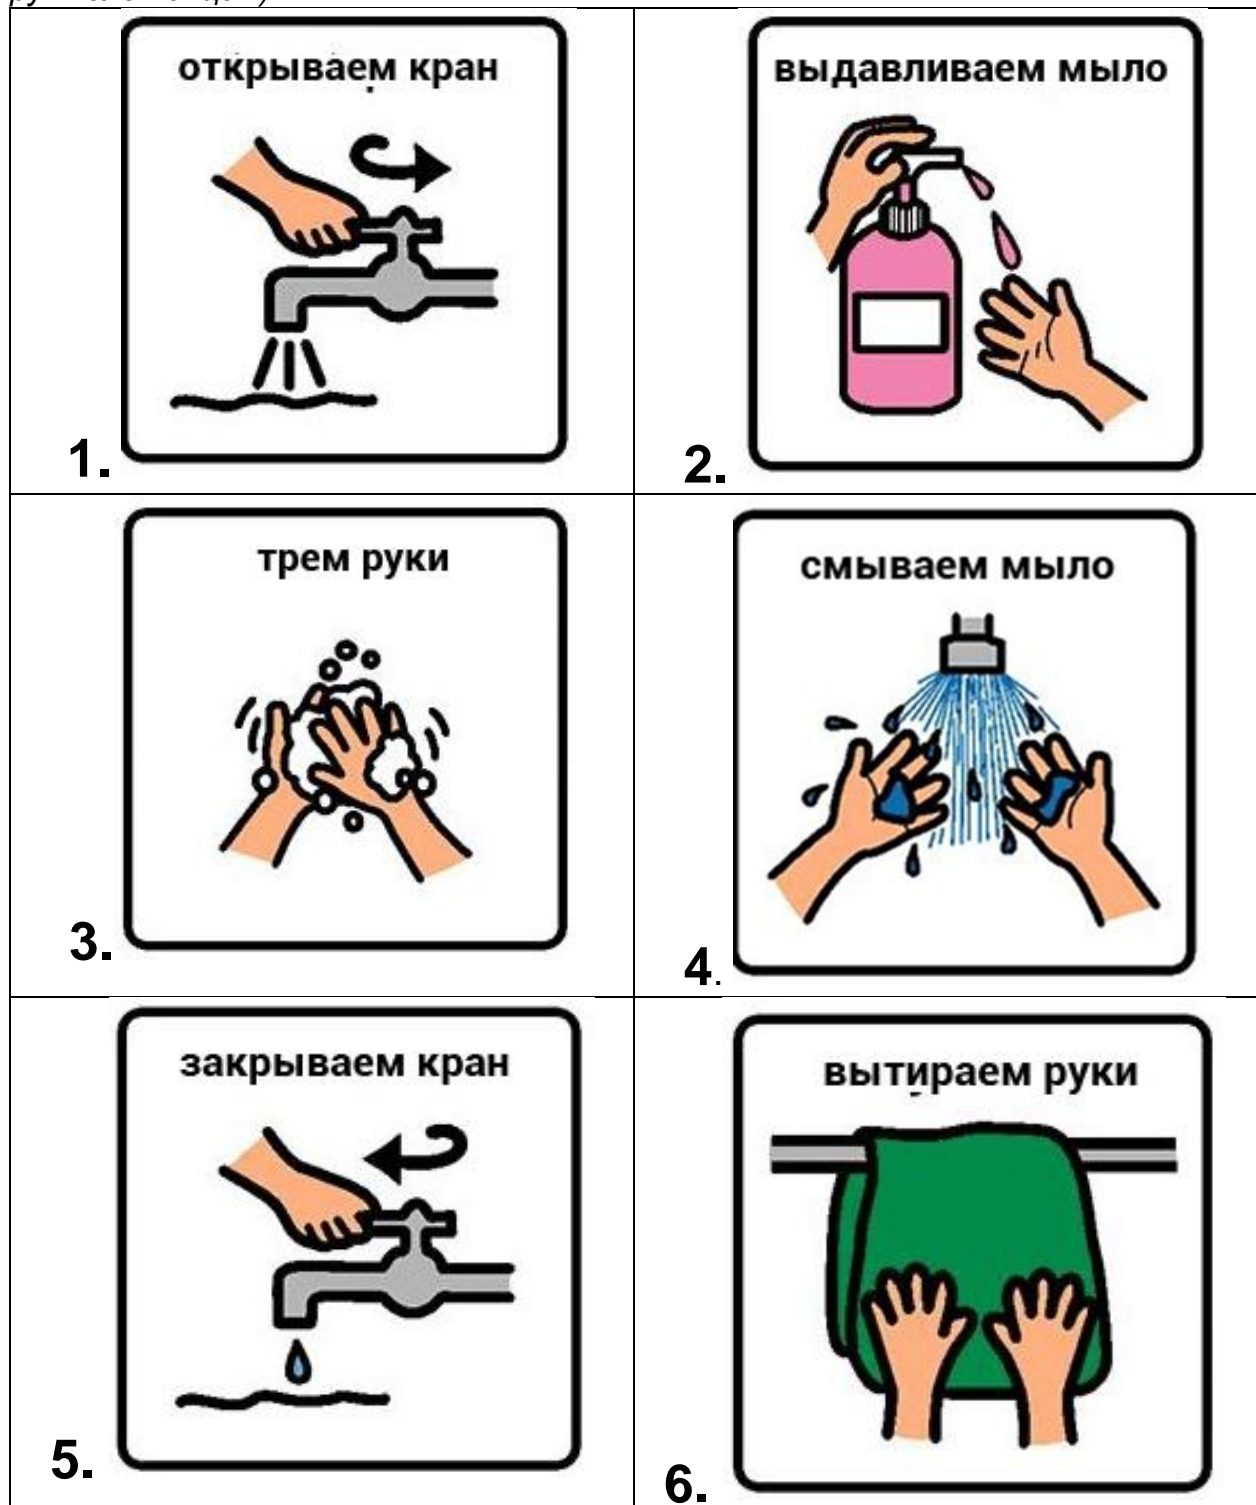 открываем кран
1.
выдавливаем мыло
2.
трем руки
3.
смываем мыло
4.
закрываем кран
5.
вытираем руки
6.